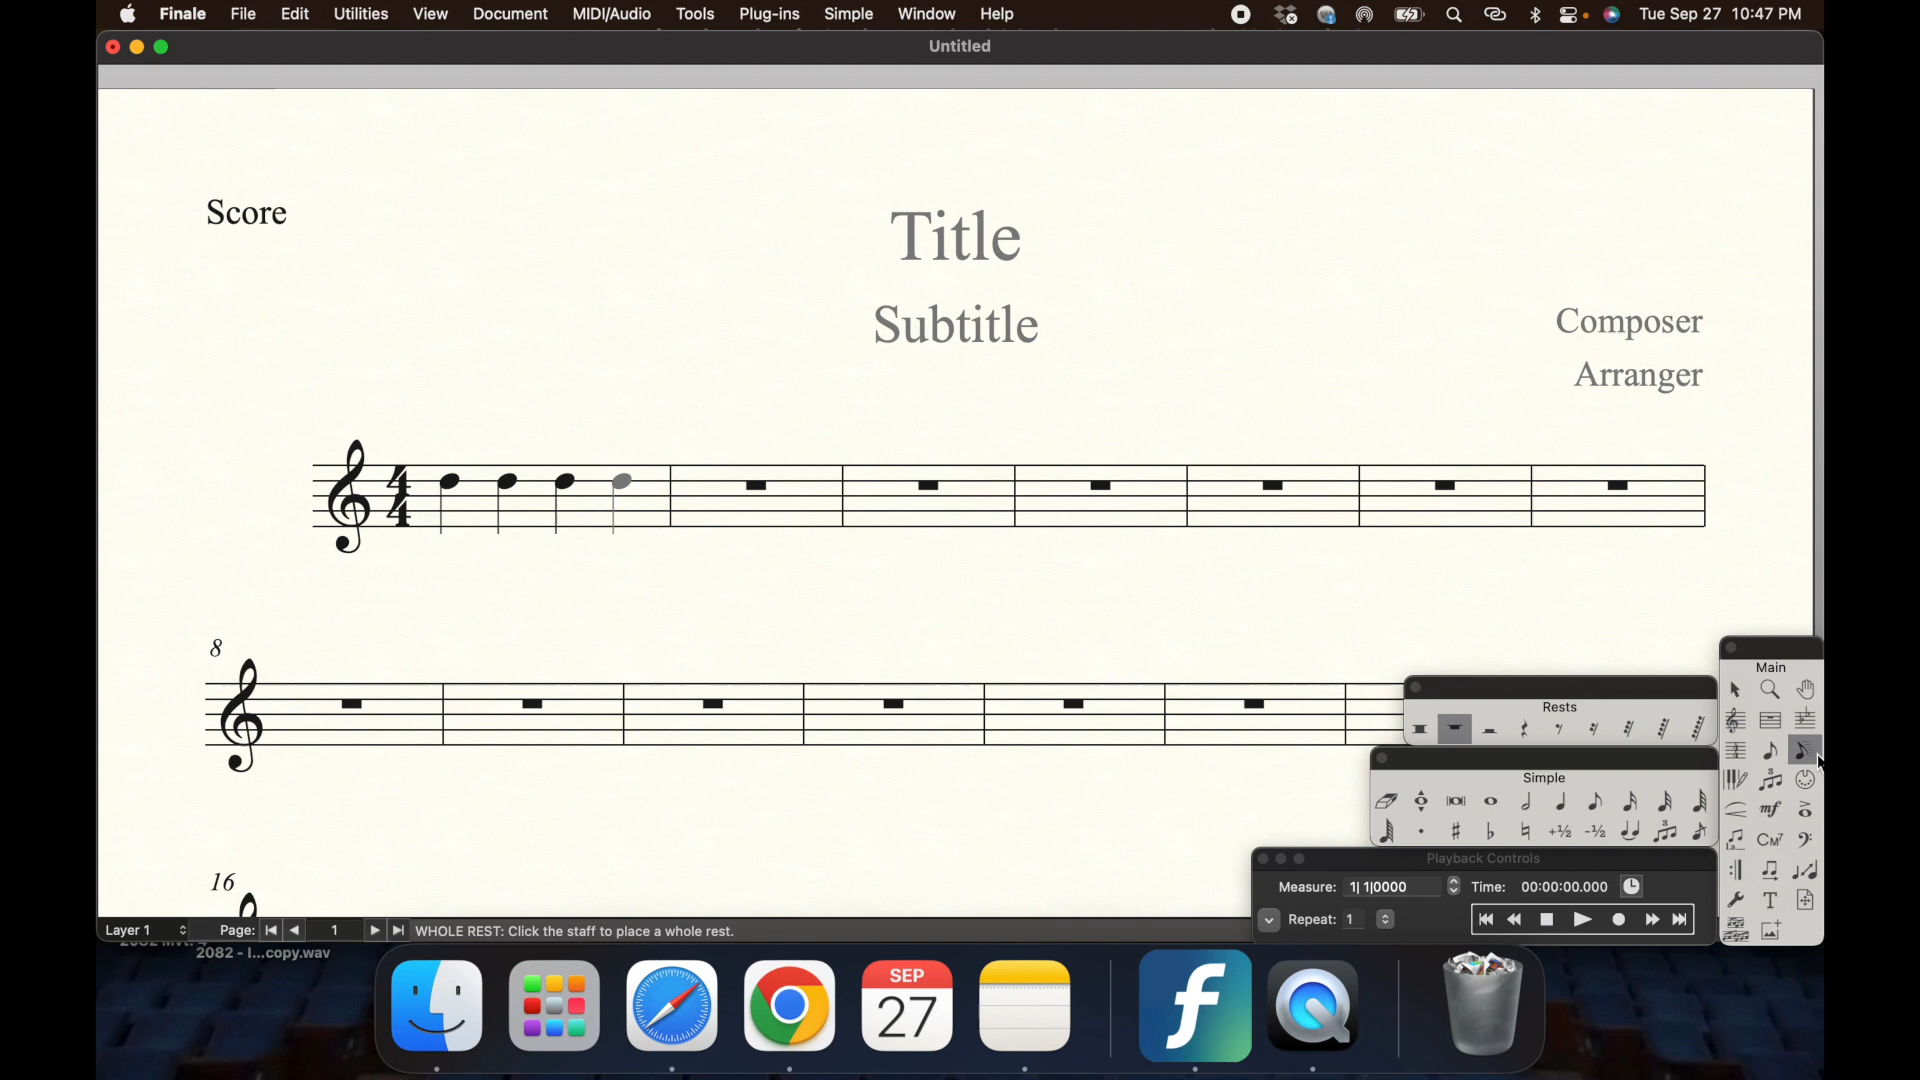 Finale File Edit Utilities View Document MIDI/Audio Tools Plug-ins Simple Window Help Tue Sep 27 10:47 PM
Untitled
Score
Title
Subtitle
Composer
Arranger
8
Main
Rests
Simple
16
Playback Controls
Measure: 1| 1|0000 Time: 00:00:00.000
Repeat: 1
Layer 1 Page: 1 WHOLE REST: Click the staff to place a whole rest.
2082 - I...copy.wav
SEP
27